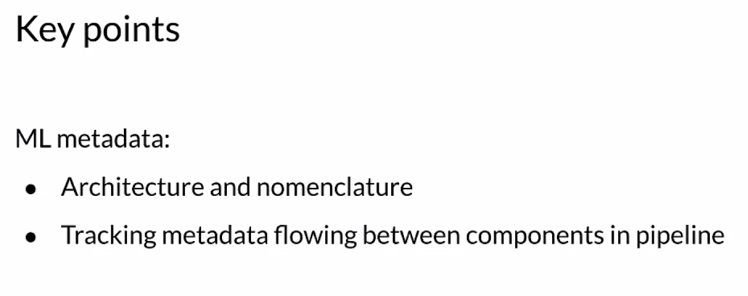 Key points
ML metadata:
● Architecture and nomenclature
● Tracking metadata flowing between components in pipeline